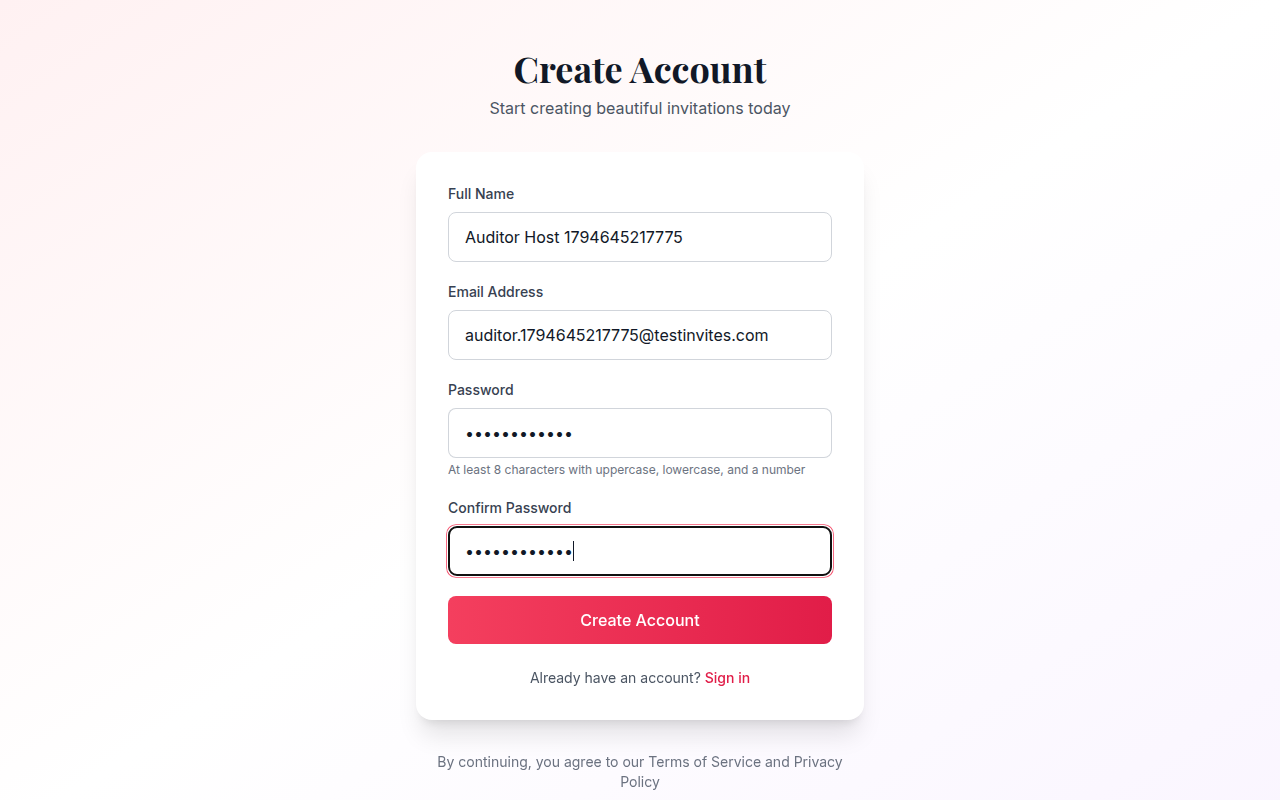 Create Account
Start creating beautiful invitations today
Full Name
Auditor Host 1794645217775
Email Address
auditor.1794645217775@testinvites.com
Password
••••••••••••
At least 8 characters with uppercase, lowercase, and a number
Confirm Password
••••••••••••
Create Account
Already have an account? Sign in
By continuing, you agree to our Terms of Service and Privacy
Policy